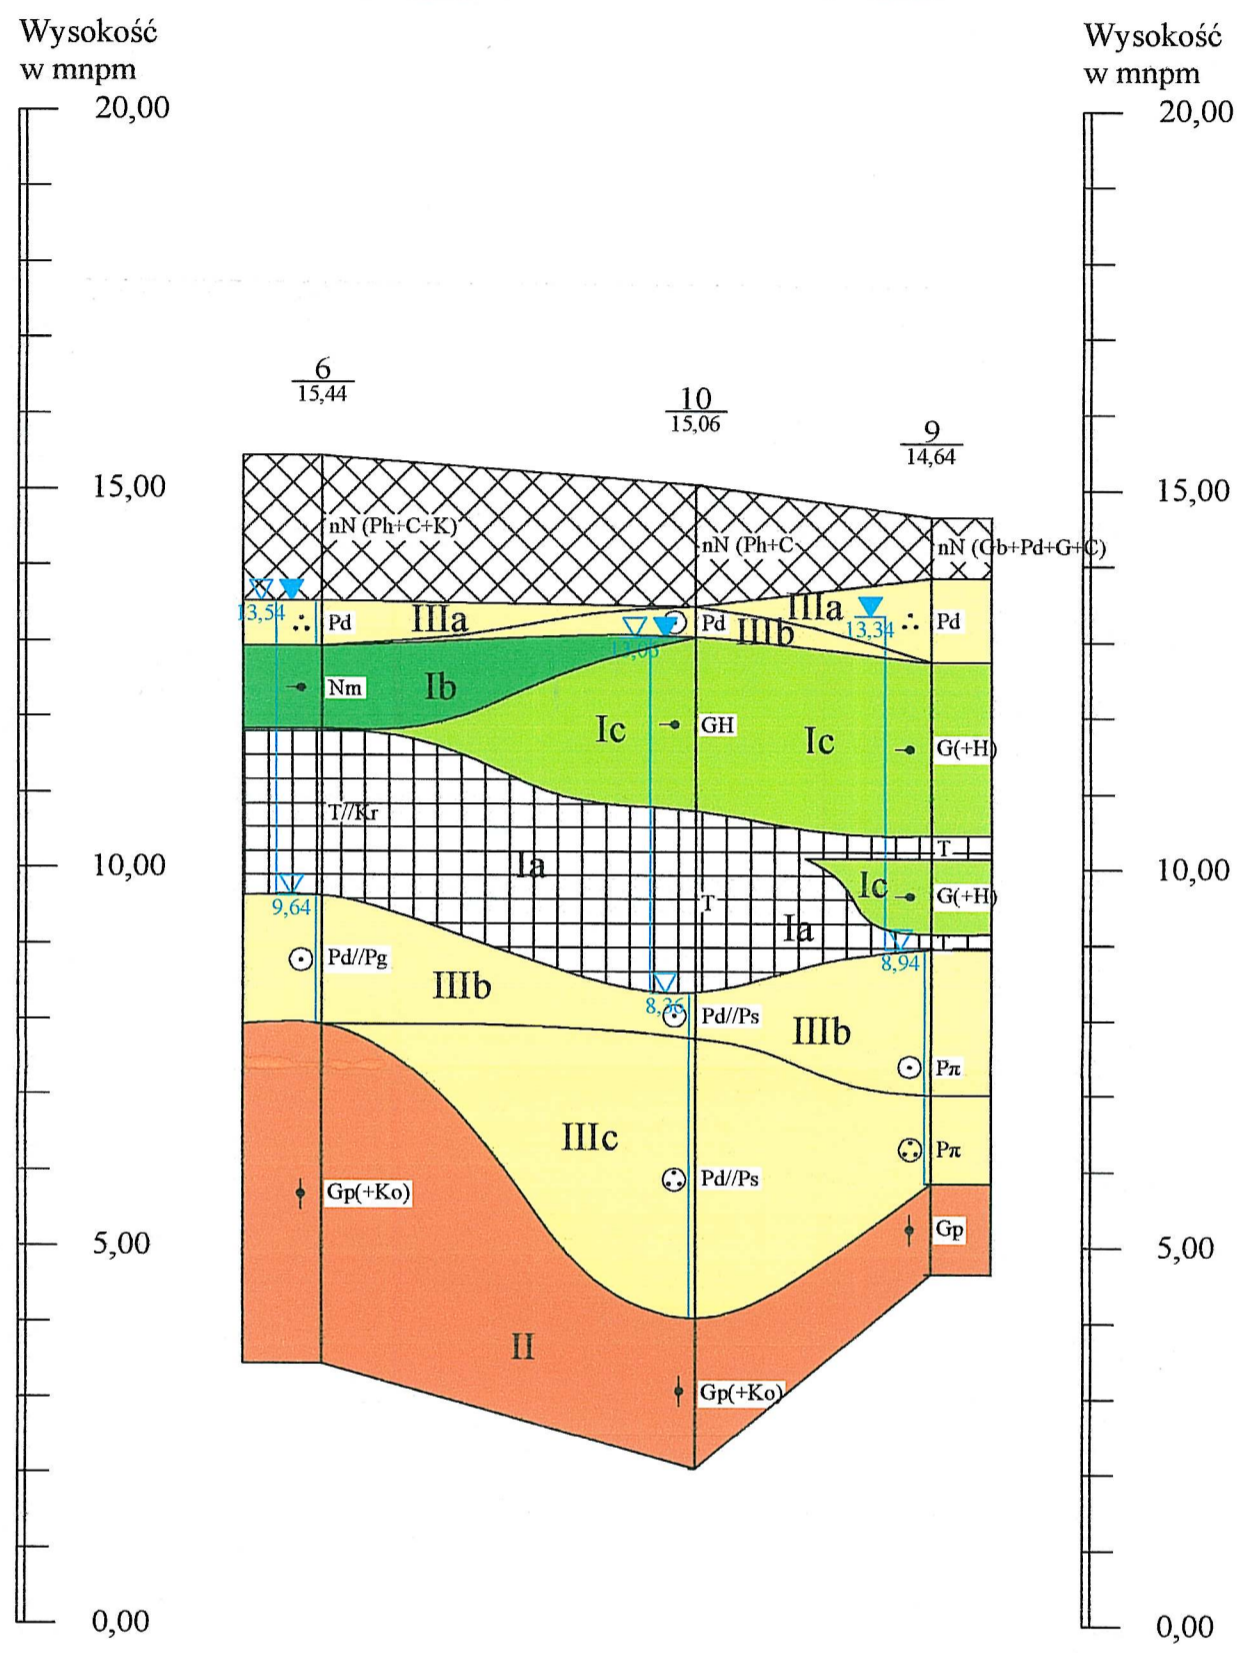 Wysokość
w mnpm
Wysokość
w mnpm
20,00
20,00
6
15,44
10
15,06
9
14,64
15,00
15,00
nN (Ph+C+K)
nN (Ph+C
nN (Gb+Pd+G+C)
13,54
Pd
IIIa
Pd
IIIb
IIIa
13,34
Pd
13,06
Nm
Ib
Ic
GH
Ic
G(+H)
T//Kr
T
10,00
Ia
10,00
Ic
G(+H)
9,64
T
Ia
8,94
Pd//Pg
IIIb
8,36
Pd//Ps
IIIb
Pπ
IIIc
Pπ
Pd//Ps
Gp(+Ko)
5,00
Gp
5,00
II
Gp(+Ko)
0,00
0,00